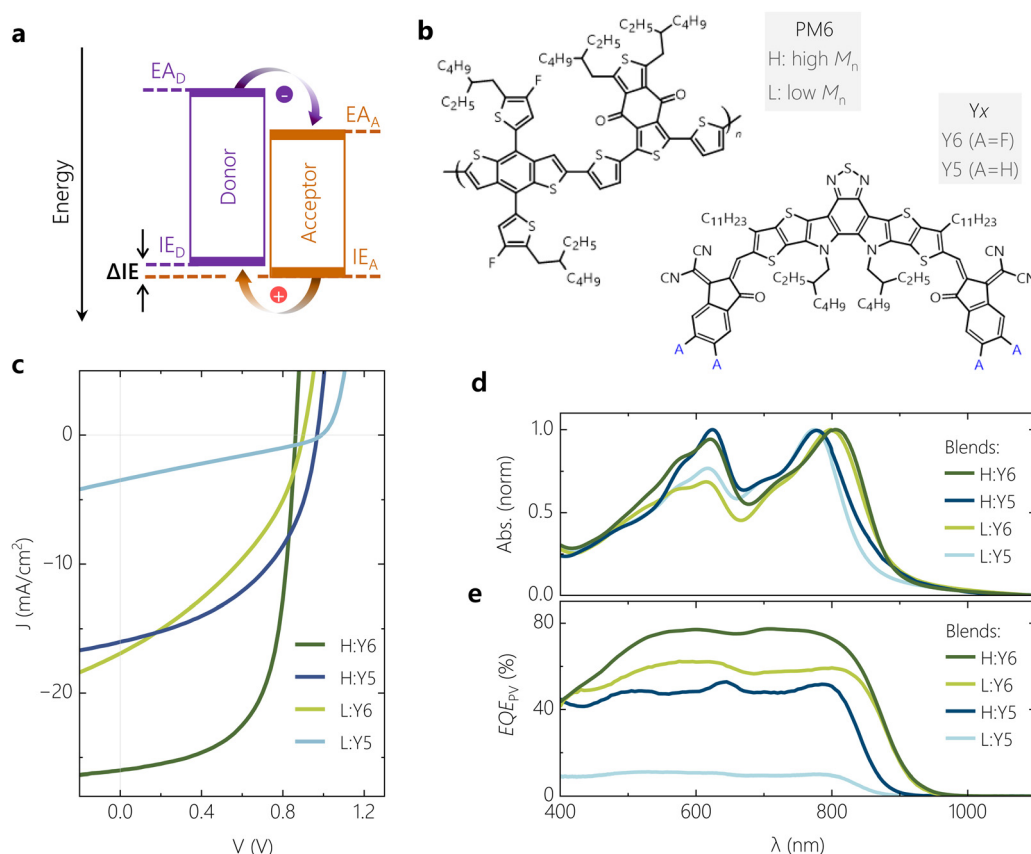 a
Energy
EA_D
EA_A
Donor
Acceptor
IE_D
IE_A
ΔIE
-
+
b
PM6
H: high M_n
L: low M_n
Yx
Y6 (A=F)
Y5 (A=H)
C2H5
C2H5
C4H9
C4H9
C2H5
C4H9
C4H9
F
C2H5
S
S
O
O
n
S
S
S
S
S
S
S
F
C2H5
C4H9
S
N
N
C11H23
S
S
C11H23
CN
CN
S
N
N
S
CN
CN
C2H5
C2H5
O
C4H9
C4H9
O
A
A
A
A
c
J (mA/cm²)
0
−10
−20
0.0
0.4
0.8
1.2
V (V)
H:Y6
H:Y5
L:Y6
L:Y5
d
Abs. (norm)
1.0
0.5
0.0
Blends:
H:Y6
H:Y5
L:Y6
L:Y5
e
EQE_PV (%)
80
40
0
Blends:
H:Y6
L:Y6
H:Y5
L:Y5
400
600
800
1000
λ (nm)